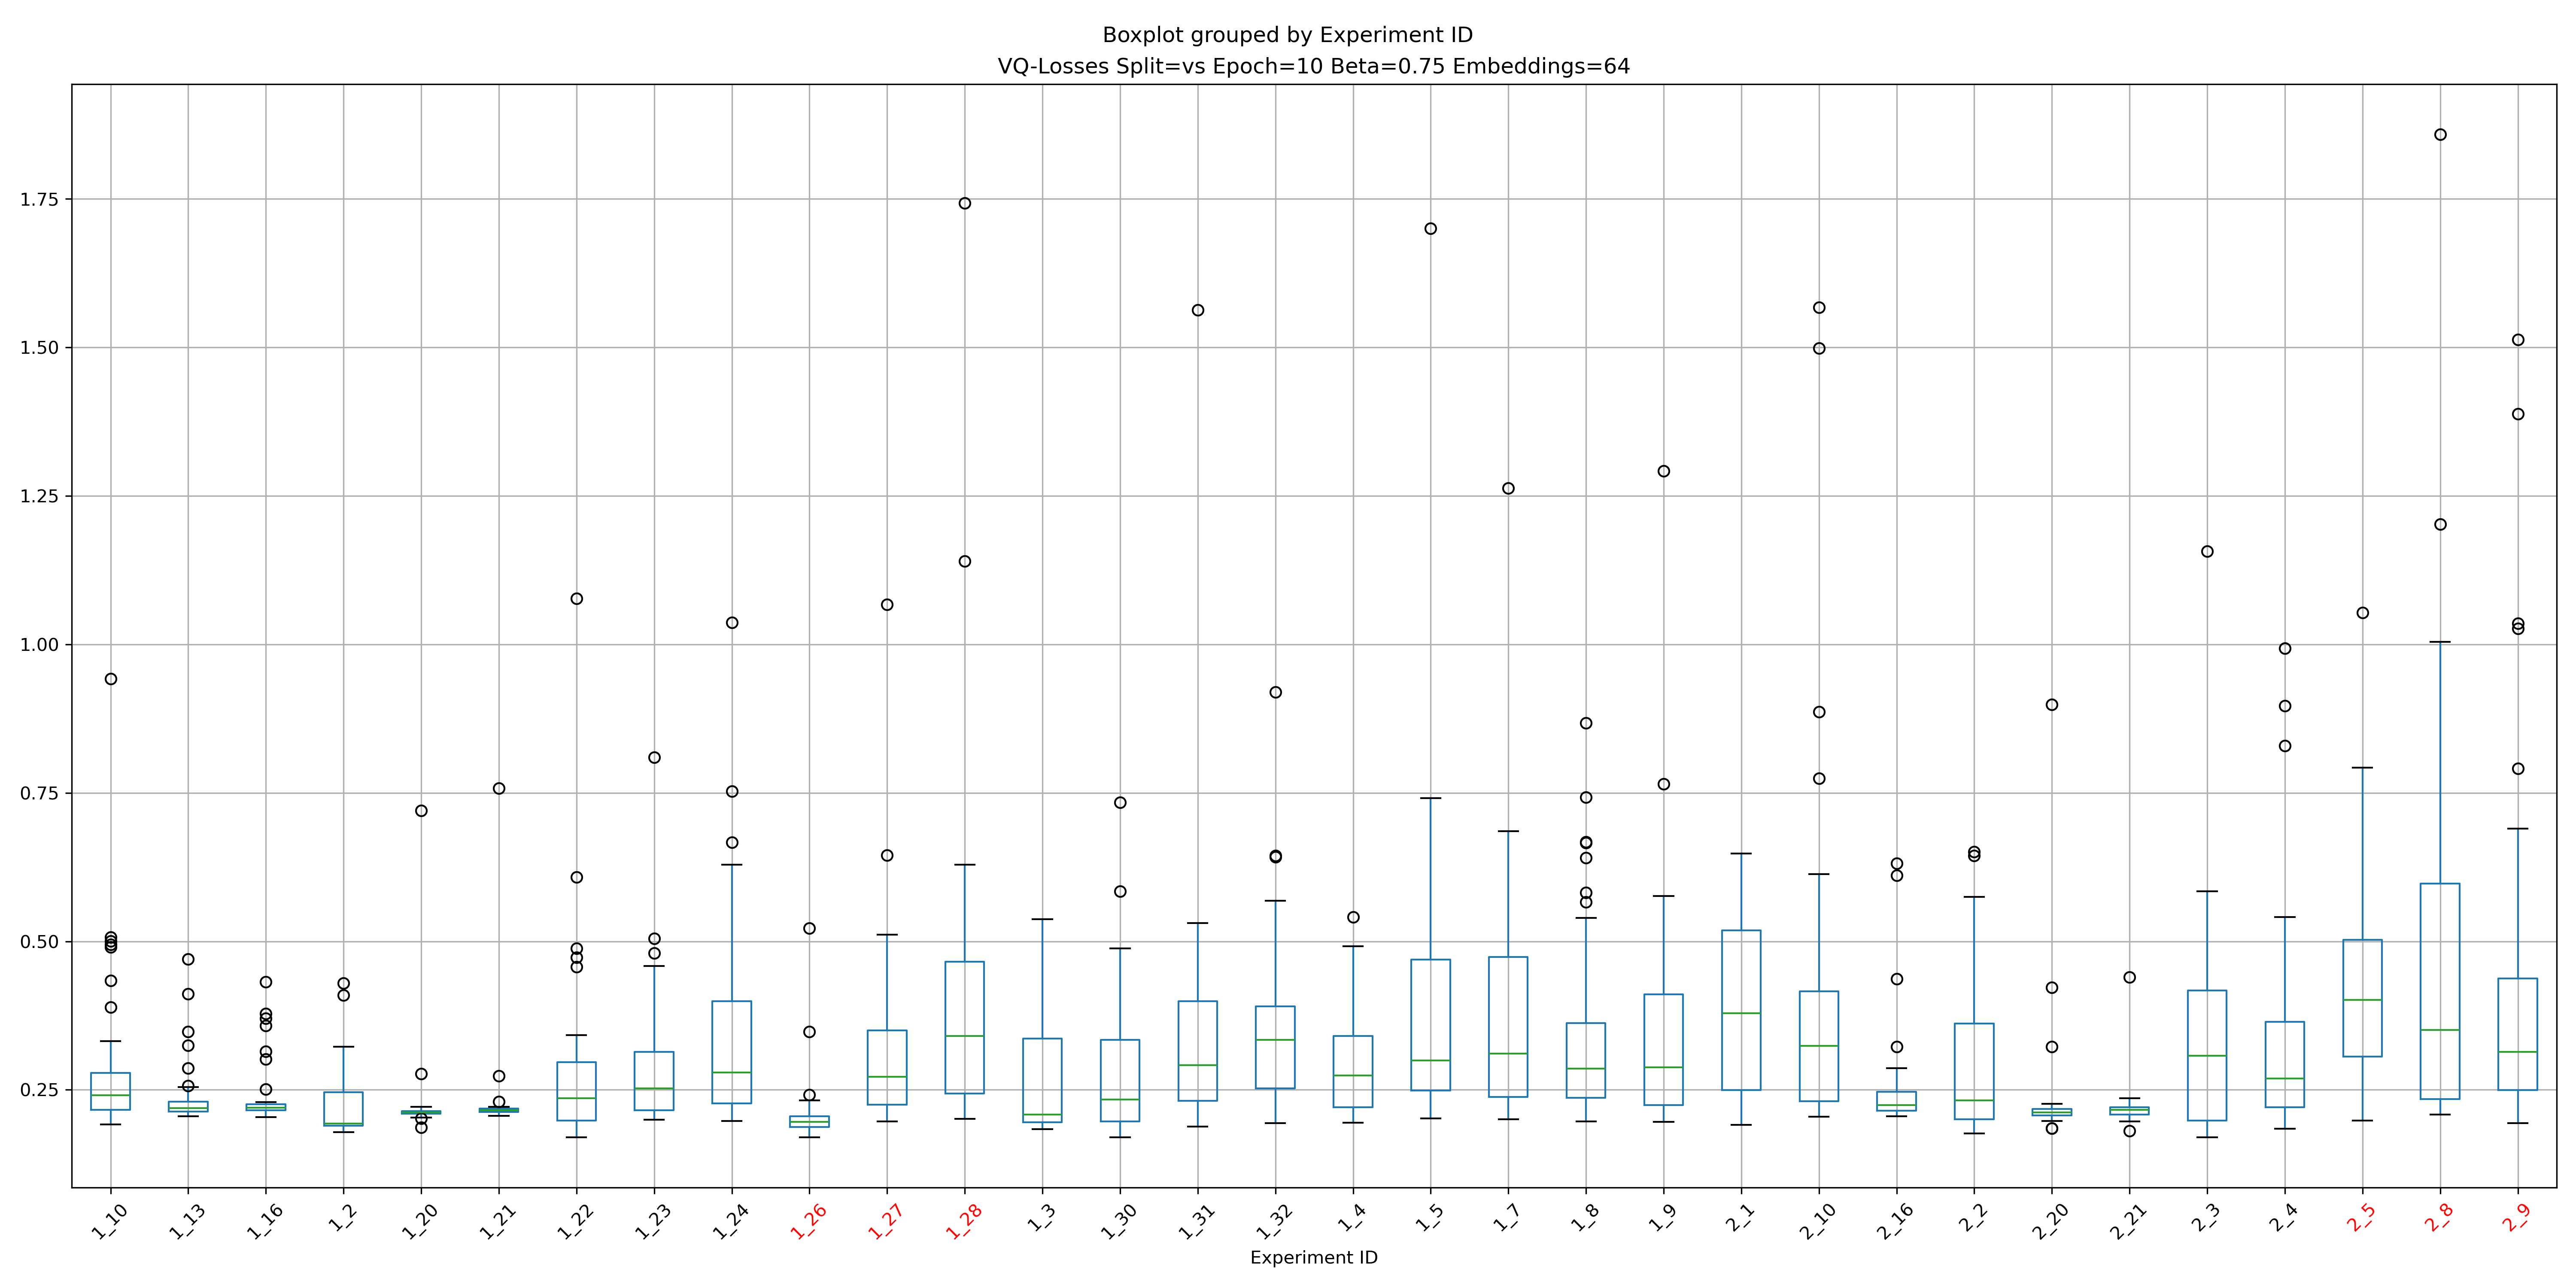 Boxplot grouped by Experiment ID
VQ-Losses Split=vs Epoch=10 Beta=0.75 Embeddings=64
1.75
1.50
1.25
1.00
0.75
0.50
0.25
1_10 1_13 1_16 1_2 1_20 1_21 1_22 1_23 1_24 1_26 1_27 1_28 1_3 1_30 1_31 1_32 1_4 1_5 1_7 1_8 1_9 2_1 2_10 2_16 2_2 2_20 2_21 2_3 2_4 2_5 2_8 2_9
Experiment ID